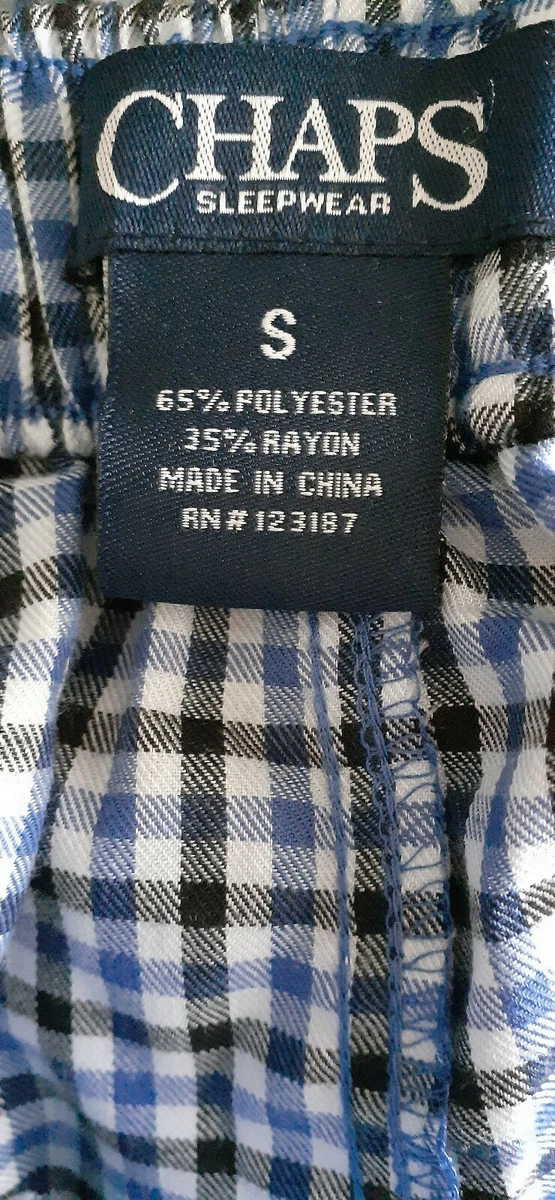 CHAPS
SLEEPWEAR
S
65% POLYESTER
35% RAYON
MADE IN CHINA
RN# 123187